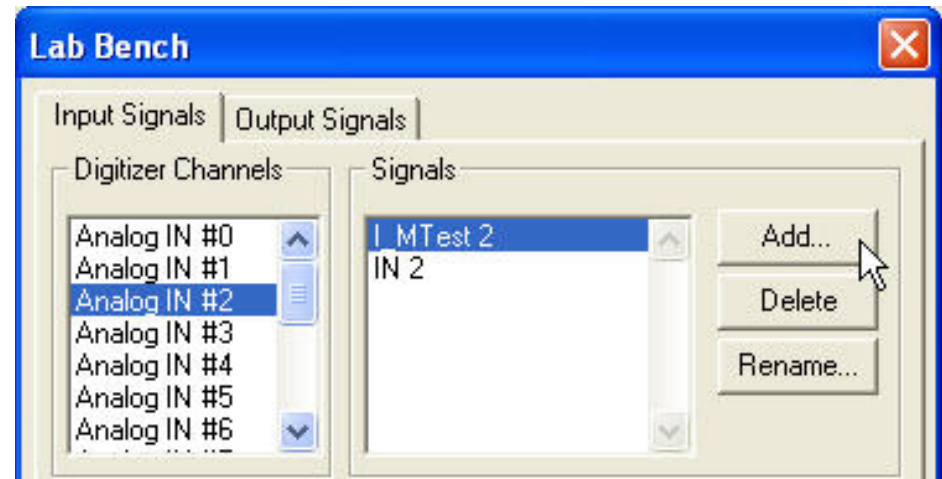 Lab Bench
Input Signals
Output Signals
Digitizer Channels
Analog IN #0
Analog IN #1
Analog IN #2
Analog IN #3
Analog IN #4
Analog IN #5
Analog IN #6
Signals
I_MTest 2
IN 2
Add...
Delete
Rename...